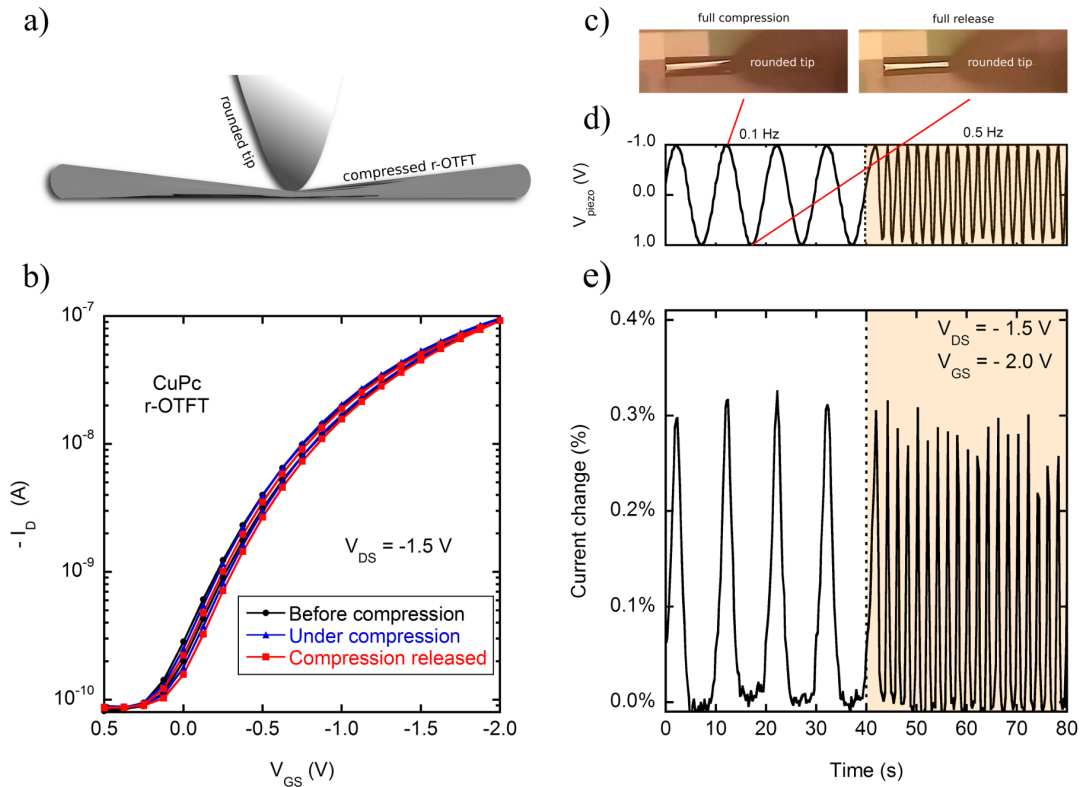 a)
rounded tip
compressed r-OTFT
b)
10⁻⁷
10⁻⁸
10⁻⁹
10⁻¹⁰
- I_D (A)
CuPc
r-OTFT
V_DS = -1.5 V
Before compression
Under compression
Compression released
0.5 0.0 -0.5 -1.0 -1.5 -2.0
V_GS (V)
c)
full compression
full release
rounded tip
rounded tip
d)
0.1 Hz
0.5 Hz
-1.0
0.0
1.0
V_piezo (V)
e)
0.4%
0.3%
0.2%
0.1%
0.0%
Current change (%)
V_DS = - 1.5 V
V_GS = - 2.0 V
0 10 20 30 40 50 60 70 80
Time (s)